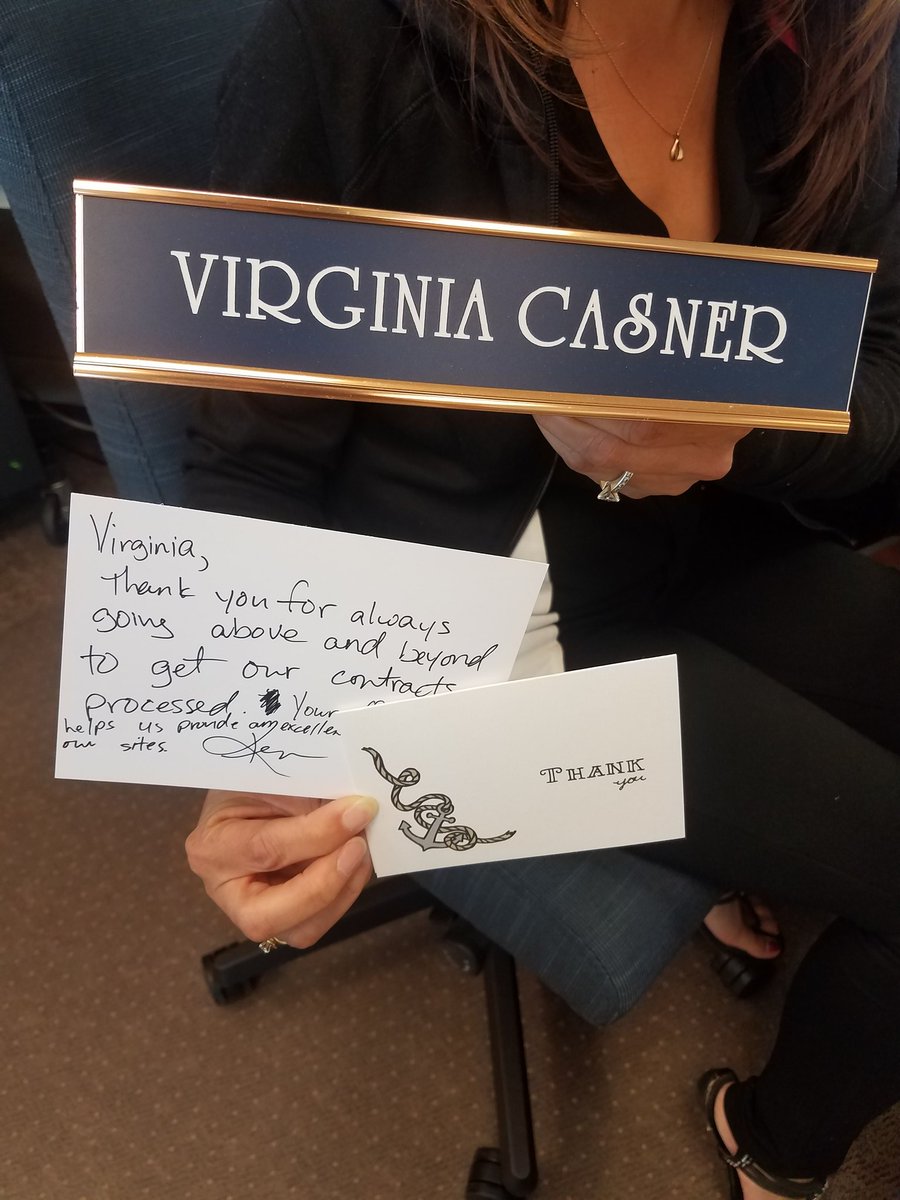 VIRGINIA CASNER
Virginia,
Thank you for always
going above and beyond
to get our contracts
processed. Your
helps us provide an
our sites.
THANK
you